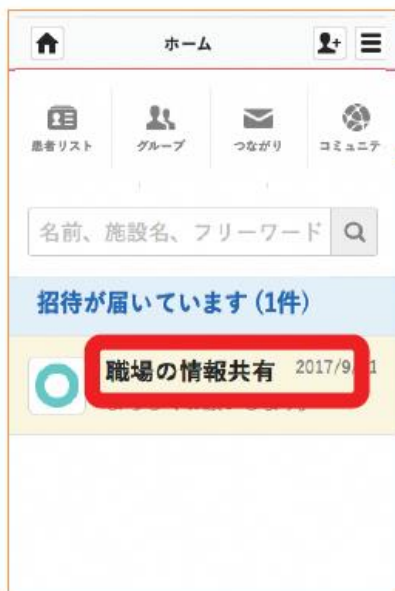 ホーム
患者リスト グループ つながり コミュニテ
名前、施設名、フリーワード
招待が届いています (1件)
職場の情報共有 2017/9/